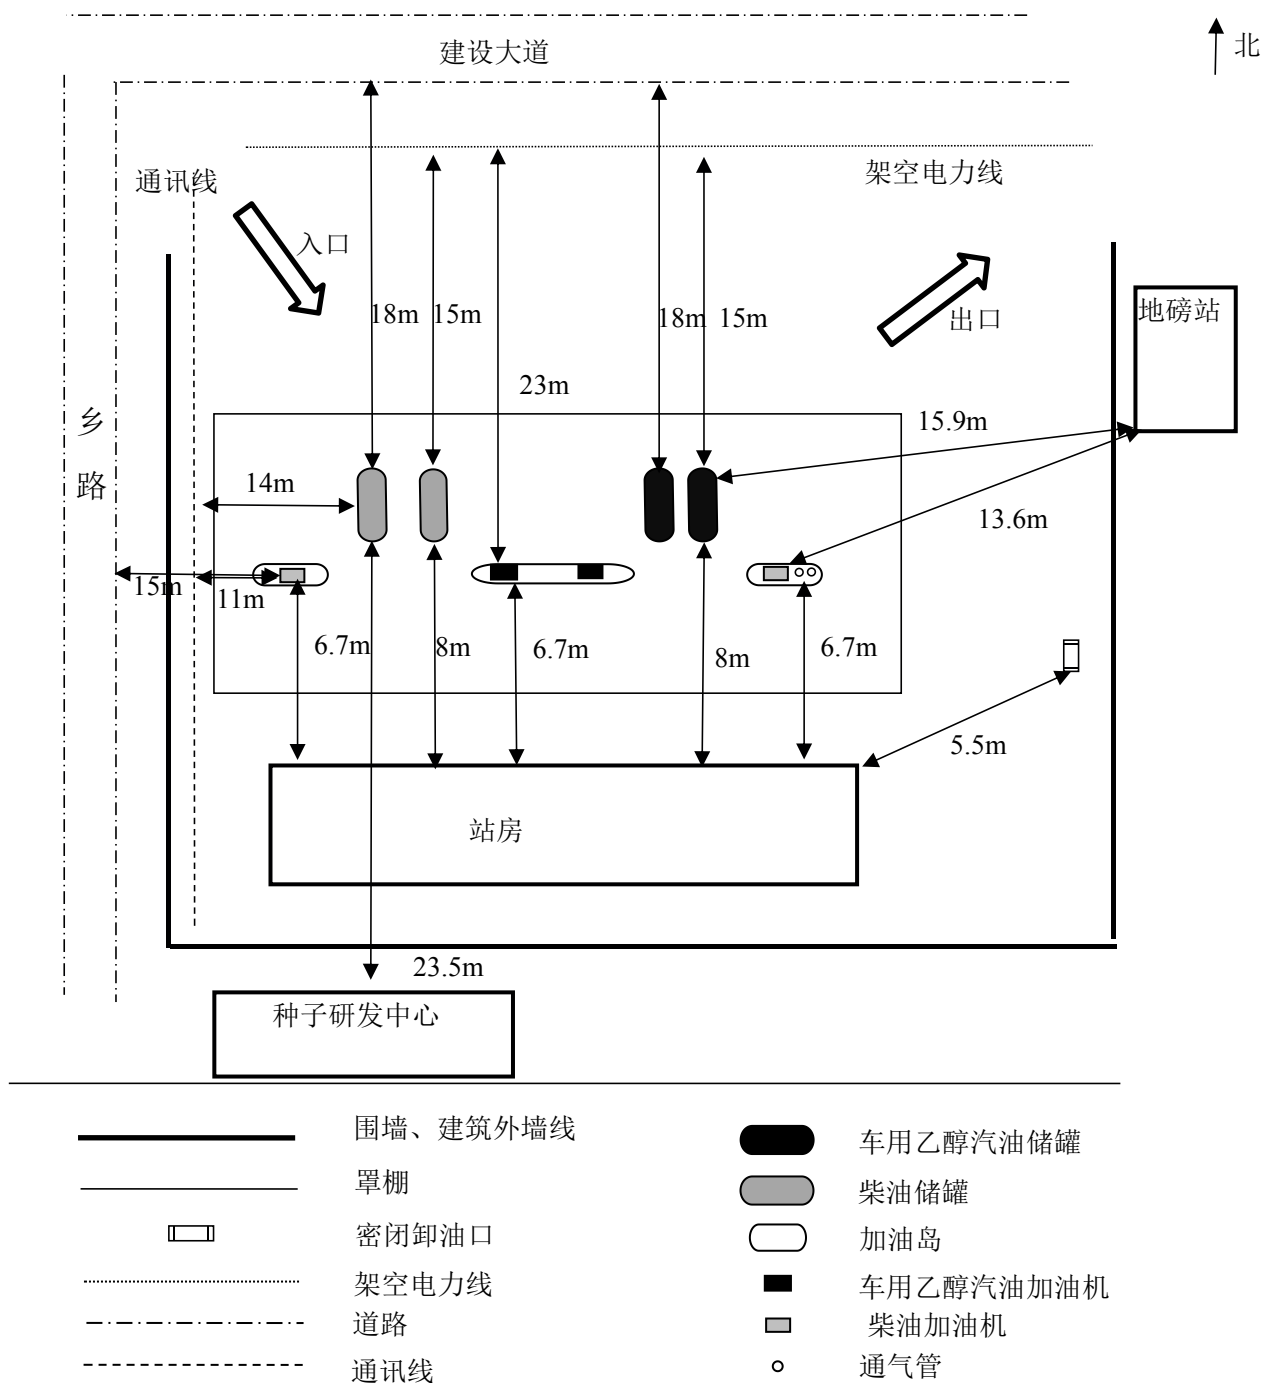 建设大道
北
通讯线
架空电力线
入口
出口
地磅站
18m
15m
18m
15m
23m
15.9m
乡
路
14m
13.6m
15m
11m
6.7m
8m
6.7m
8m
6.7m
5.5m
站房
23.5m
种子研发中心
围墙、建筑外墙线
车用乙醇汽油储罐
罩棚
柴油储罐
密闭卸油口
加油岛
架空电力线
车用乙醇汽油加油机
道路
柴油加油机
通讯线
通气管